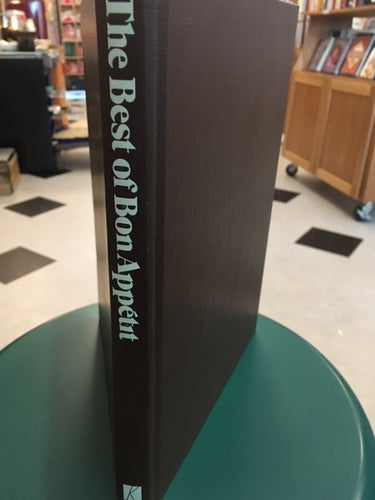 The Best of Bon Appétit
K